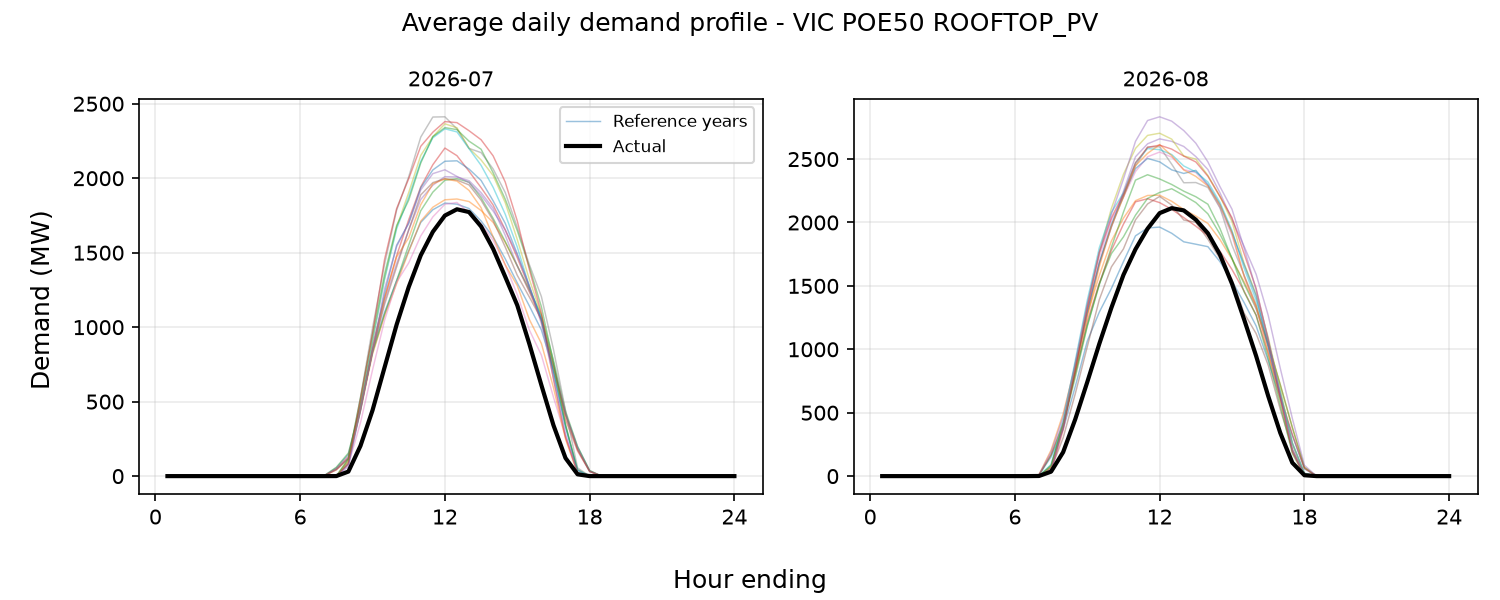 Average daily demand profile - VIC POE50 ROOFTOP_PV
2026-07
2026-08
Demand (MW)
2500
2000
1500
1000
500
0
0 6 12 18 24
Reference years
Actual
2500
2000
1500
1000
500
0
0 6 12 18 24
Hour ending